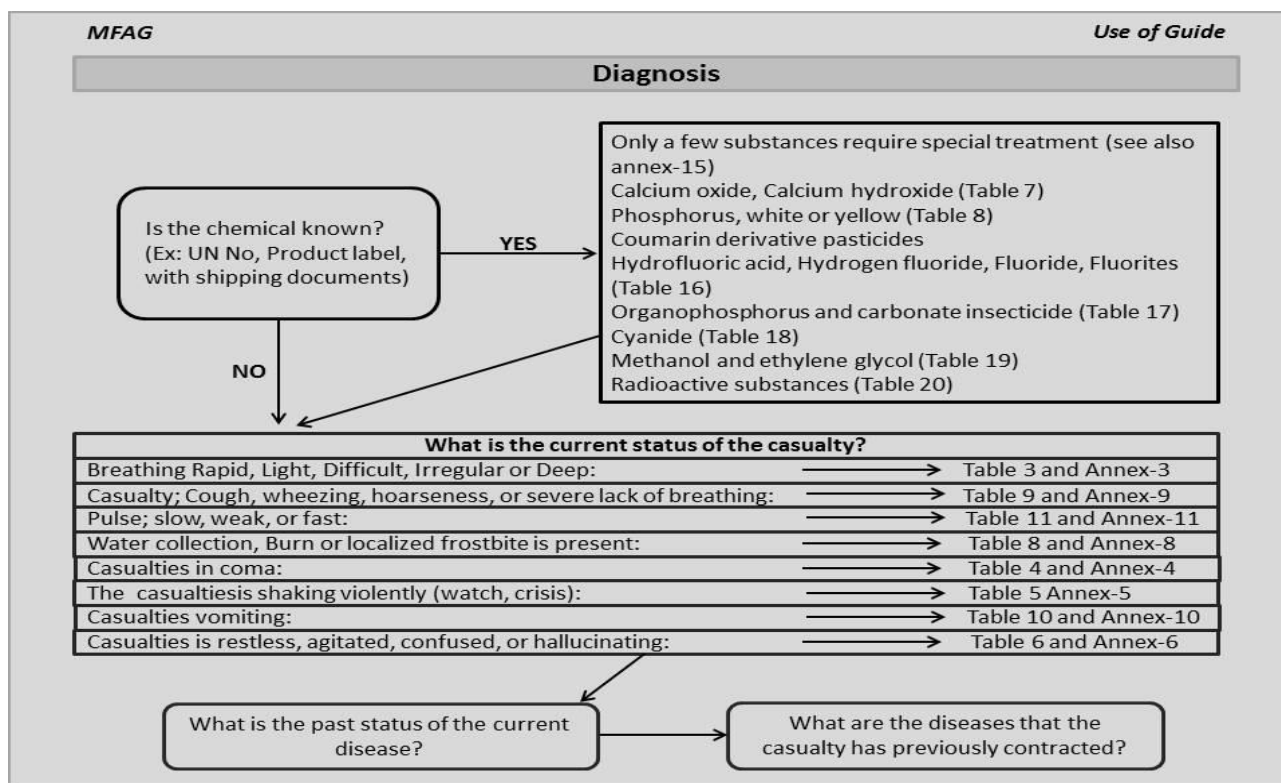 MFAG
Use of Guide
Diagnosis
Is the chemical known?
(Ex: UN No, Product label,
with shipping documents)
YES
NO
Only a few substances require special treatment (see also
annex-15)
Calcium oxide, Calcium hydroxide (Table 7)
Phosphorus, white or yellow (Table 8)
Coumarin derivative pasticides
Hydrofluoric acid, Hydrogen fluoride, Fluoride, Fluorites
(Table 16)
Organophosphorus and carbonate insecticide (Table 17)
Cyanide (Table 18)
Methanol and ethylene glycol (Table 19)
Radioactive substances (Table 20)
What is the current status of the casualty?
Breathing Rapid, Light, Difficult, Irregular or Deep: Table 3 and Annex-3
Casualty; Cough, wheezing, hoarseness, or severe lack of breathing: Table 9 and Annex-9
Pulse; slow, weak, or fast: Table 11 and Annex-11
Water collection, Burn or localized frostbite is present: Table 8 and Annex-8
Casualties in coma: Table 4 and Annex-4
The casualtiesis shaking violently (watch, crisis): Table 5 Annex-5
Casualties vomiting: Table 10 and Annex-10
Casualties is restless, agitated, confused, or hallucinating: Table 6 and Annex-6
What is the past status of the current
disease?
What are the diseases that the
casualty has previously contracted?